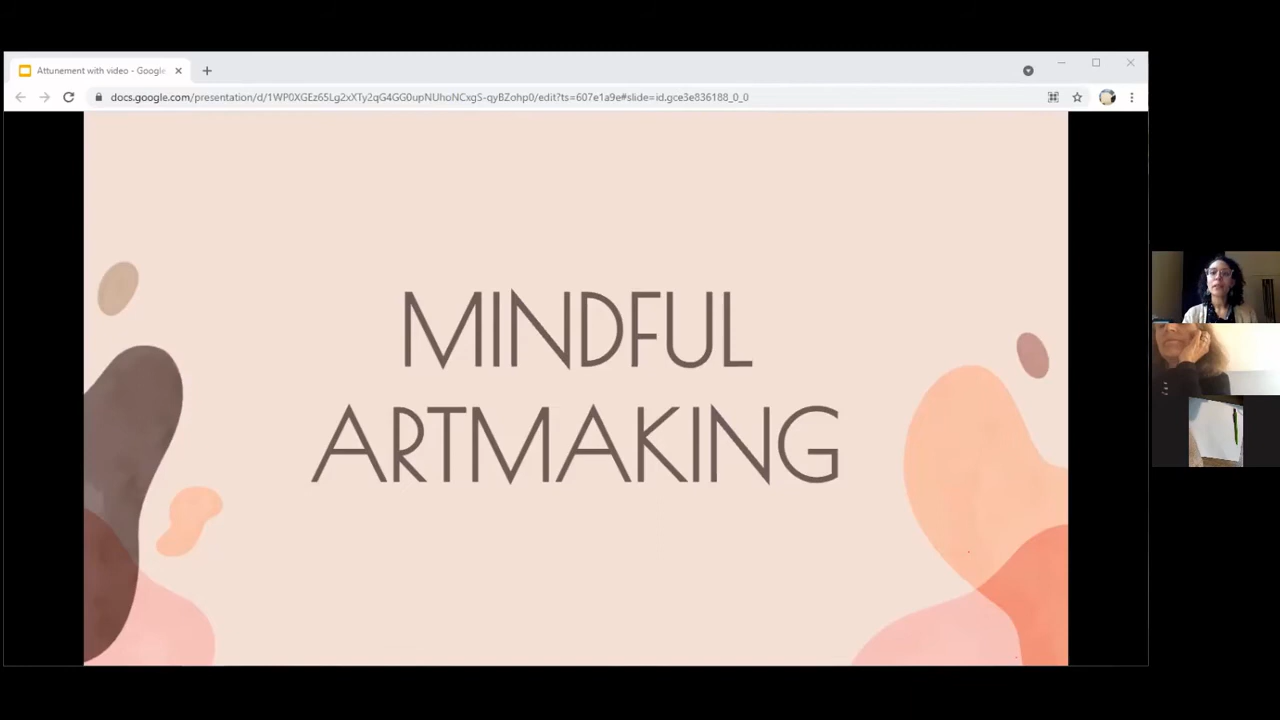 Attunement with video - Google
docs.google.com/presentation/d/1WP0XGEz65Lg2xXTy2qG4GG0upNUhoNCxgS-qyBZohp0/edit?ts=607e1a9e#slide=id.gce3e836188_0_0
MINDFUL
ARTMAKING